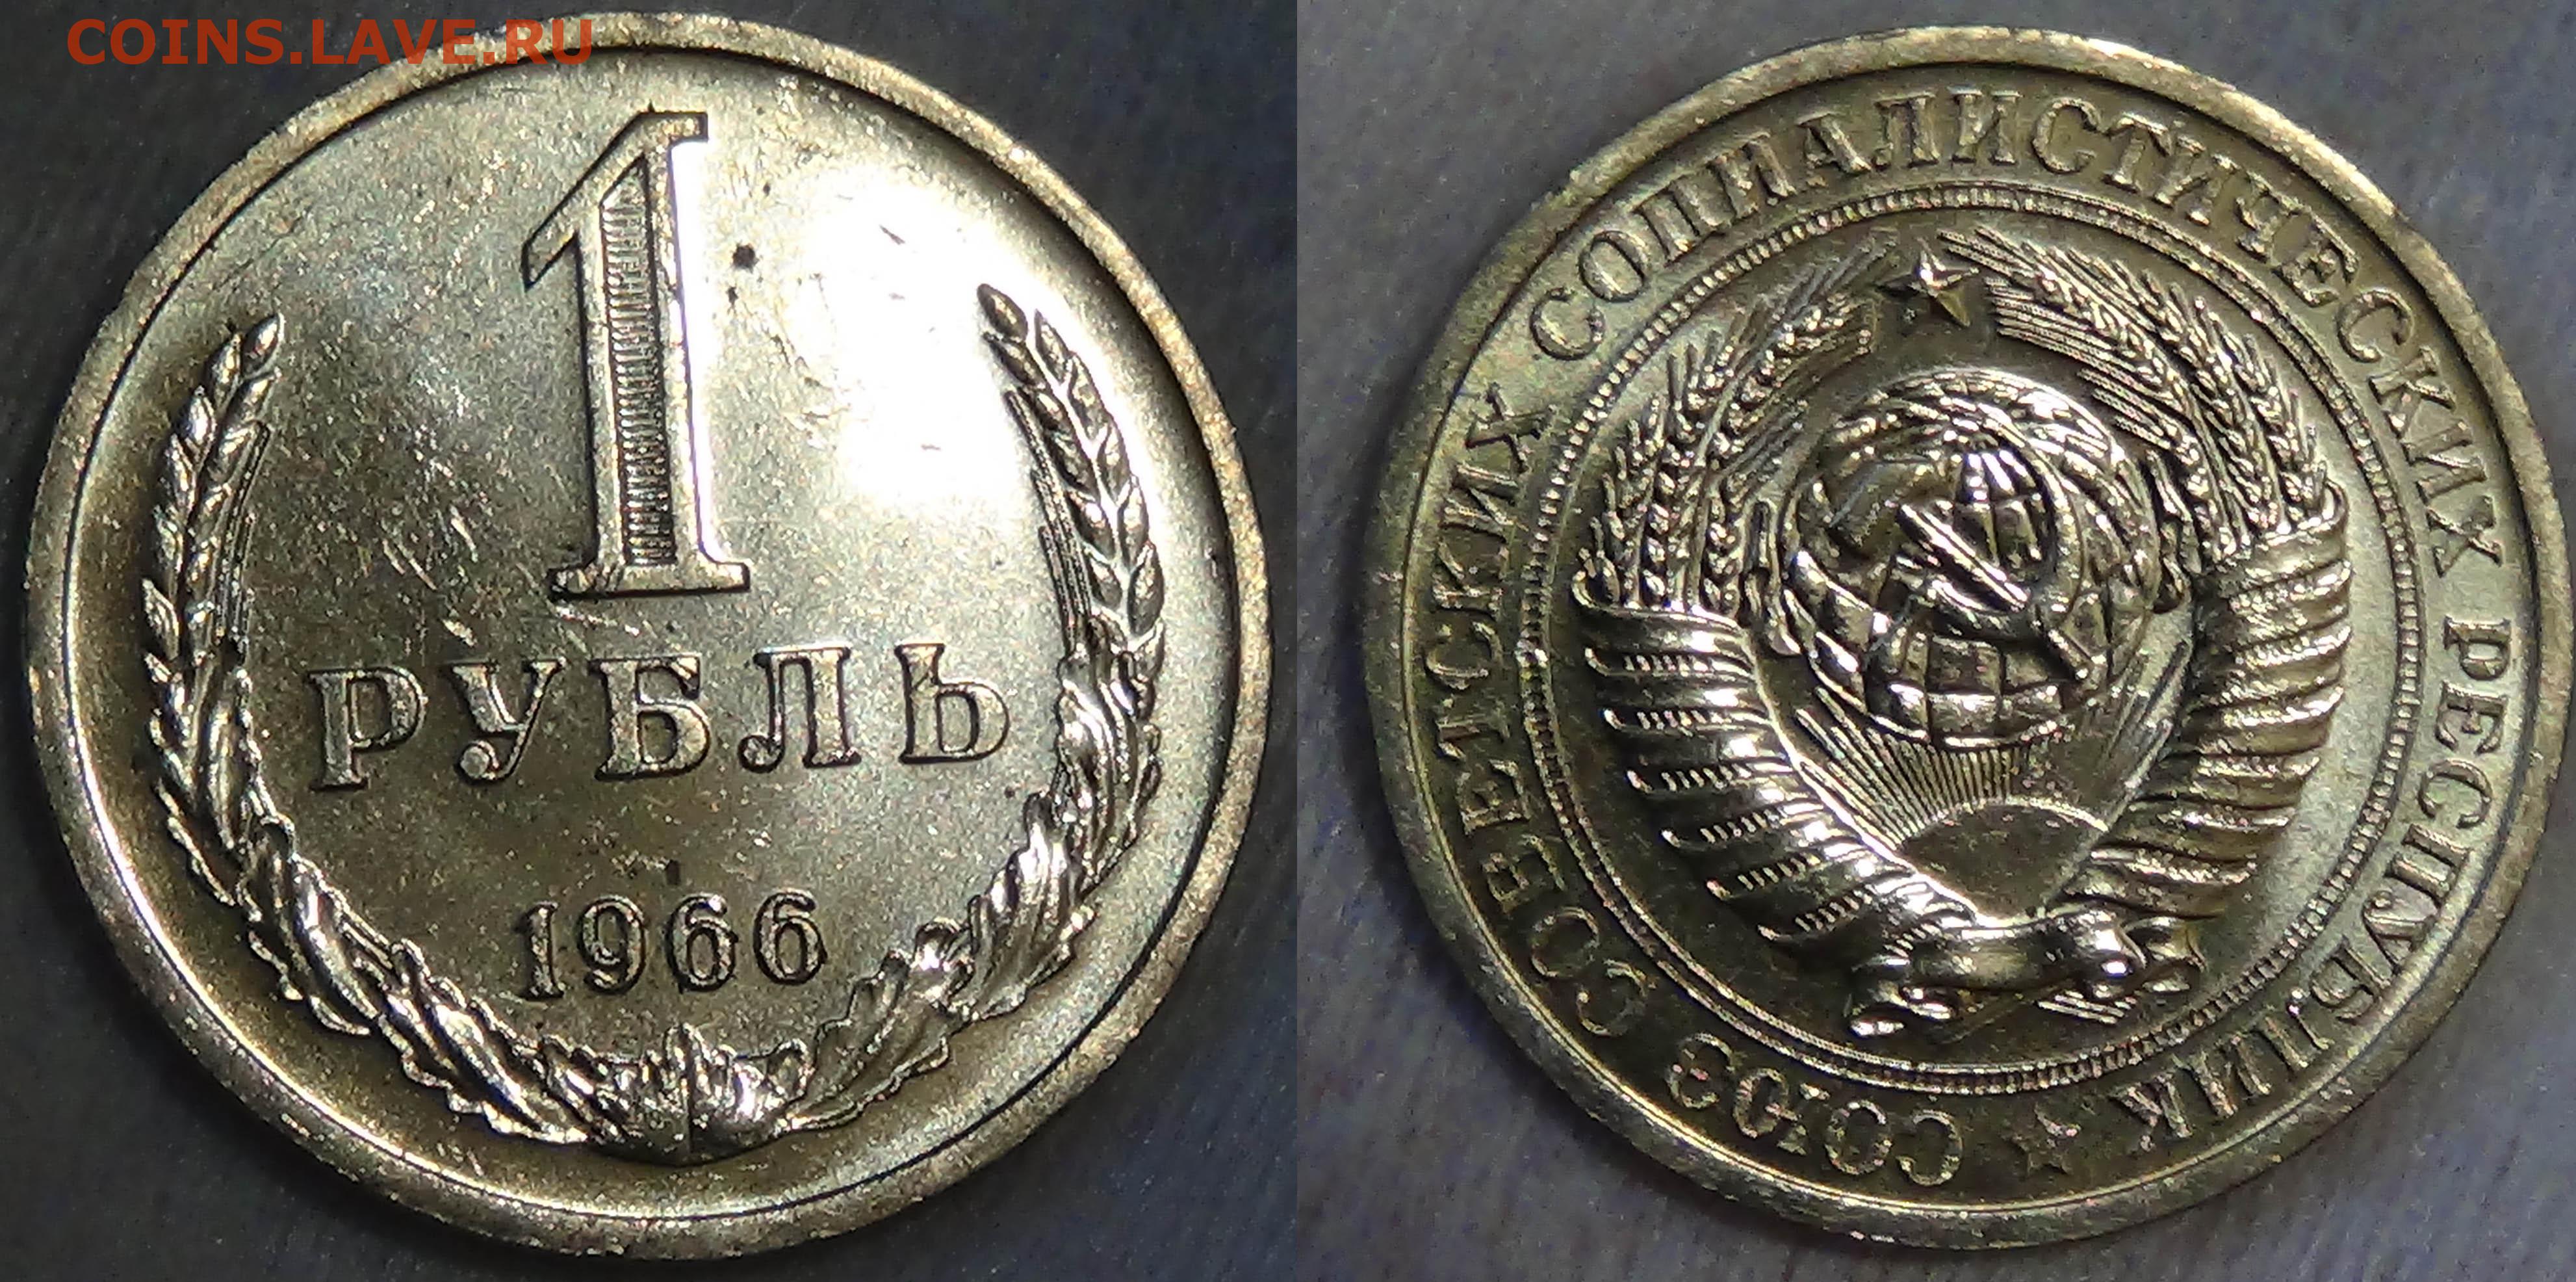 COINS.LAVE.RU
1
РУБЛЬ
1966
СОЮЗ СОВЕТСКИХ СОЦИАЛИСТИЧЕСКИХ РЕСПУБЛИК